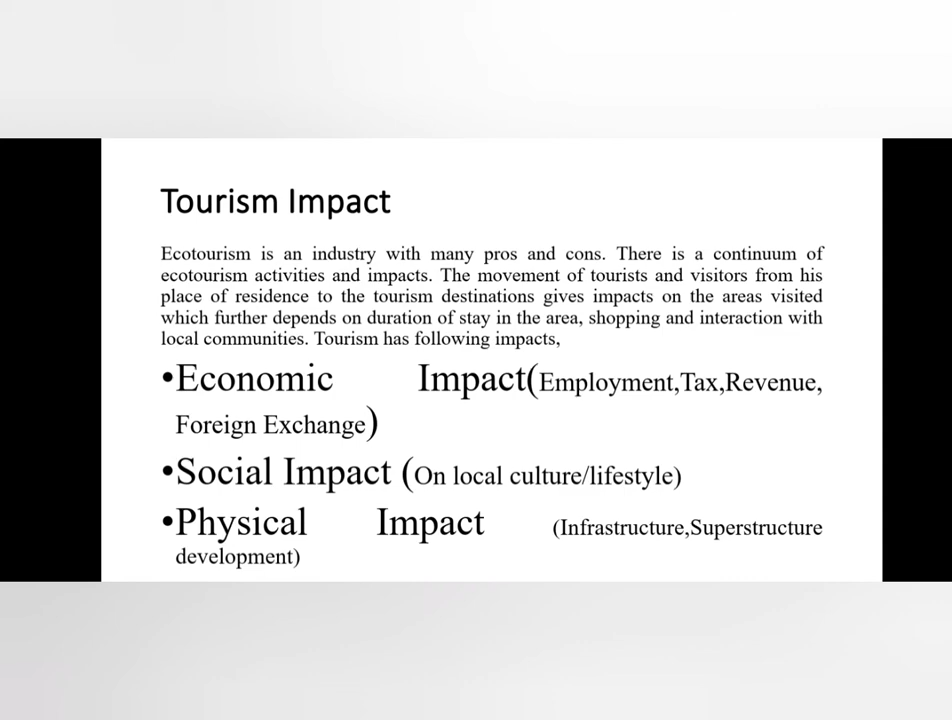 Tourism Impact
Ecotourism is an industry with many pros and cons. There is a continuum of
ecotourism activities and impacts. The movement of tourists and visitors from his
place of residence to the tourism destinations gives impacts on the areas visited
which further depends on duration of stay in the area, shopping and interaction with
local communities. Tourism has following impacts,
•Economic Impact(Employment,Tax,Revenue,
Foreign Exchange)
•Social Impact (On local culture/lifestyle)
•Physical Impact (Infrastructure,Superstructure
development)